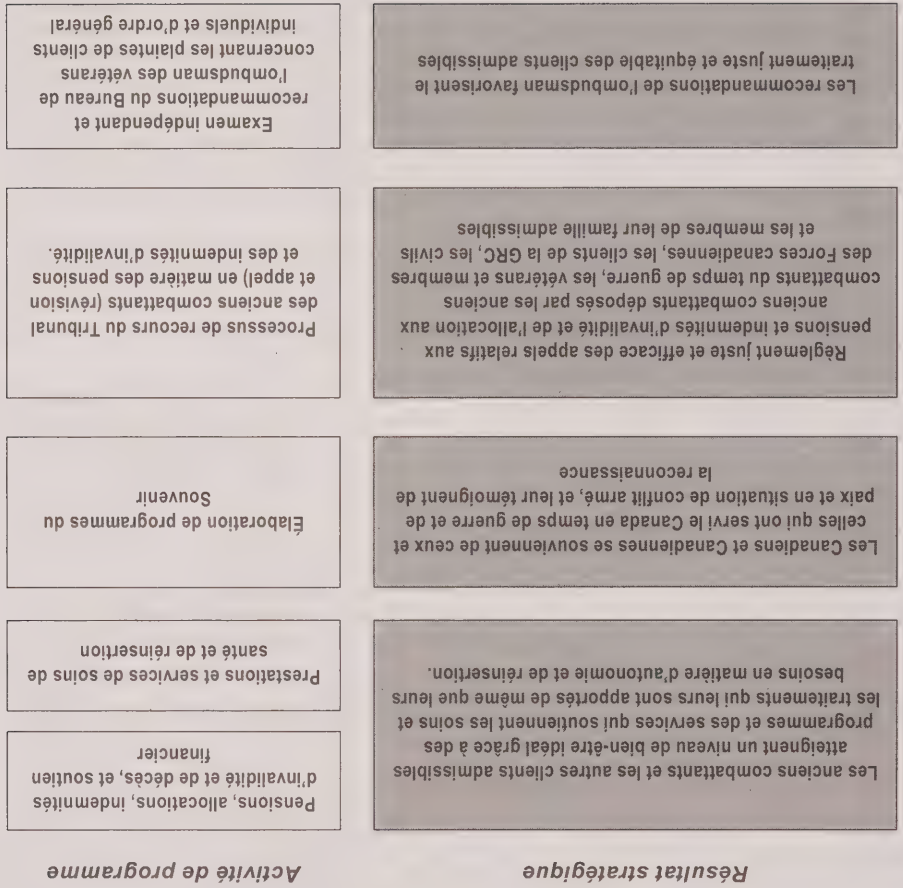 Résultat stratégique
Activité de programme
Les anciens combattants et les autres clients admissibles
atteignent un niveau de bien-être idéal grâce à des
programmes et des services qui soutiennent les soins et
les traitements qui leurs sont apportés de même que leurs
besoins en matière d'autonomie et de réinsertion.
Pensions, allocations, indemnités
d'invalidité et de décès, et soutien
financier
Prestations et services de soins de
santé et de réinsertion
Les Canadiens et Canadiennes se souviennent de ceux et
celles qui ont servi le Canada en temps de guerre et de
paix et en situation de conflit armé, et leur témoignent de
la reconnaissance
Élaboration de programmes du
Souvenir
Règlement juste et efficace des appels relatifs aux
pensions et indemnités d'invalidité et de l'allocation aux
anciens combattants déposés par les anciens
combattants du temps de guerre, les vétérans et membres
des Forces canadiennes, les clients de la GRC, les civils
et les membres de leur famille admissibles
Processus de recours du Tribunal
des anciens combattants (révision
et appel) en matière des pensions
et des indemnités d'invalidité.
Les recommandations de l'ombudsman favorisent le
traitement juste et équitable des clients admissibles
Examen indépendant et
recommandations du Bureau de
l'ombudsman des vétérans
concernant les plaintes de clients
individuels et d'ordre général